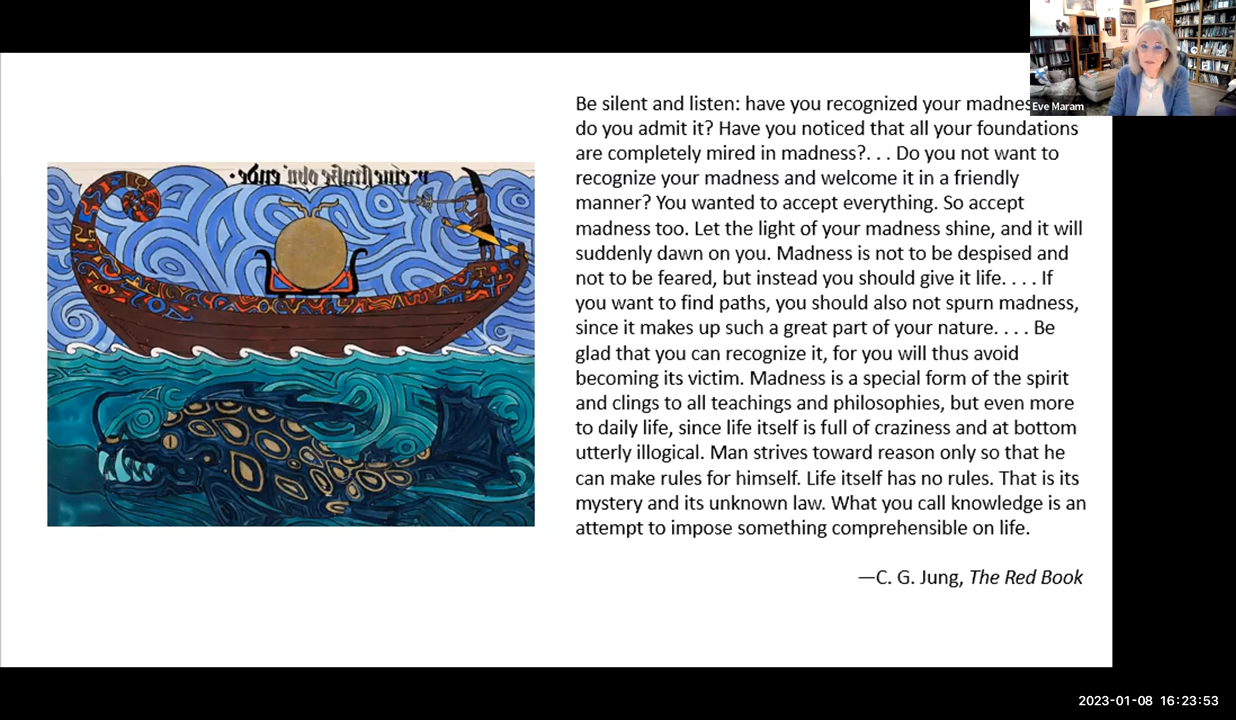 Be silent and listen: have you recognized your madnes
Eve Maram
do you admit it? Have you noticed that all your foundations
are completely mired in madness?. . . Do you not want to
recognize your madness and welcome it in a friendly
manner? You wanted to accept everything. So accept
madness too. Let the light of your madness shine, and it will
suddenly dawn on you. Madness is not to be despised and
not to be feared, but instead you should give it life. . . . If
you want to find paths, you should also not spurn madness,
since it makes up such a great part of your nature. . . . Be
glad that you can recognize it, for you will thus avoid
becoming its victim. Madness is a special form of the spirit
and clings to all teachings and philosophies, but even more
to daily life, since life itself is full of craziness and at bottom
utterly illogical. Man strives toward reason only so that he
can make rules for himself. Life itself has no rules. That is its
mystery and its unknown law. What you call knowledge is an
attempt to impose something comprehensible on life.
—C. G. Jung, The Red Book
2023-01-08 16:23:53